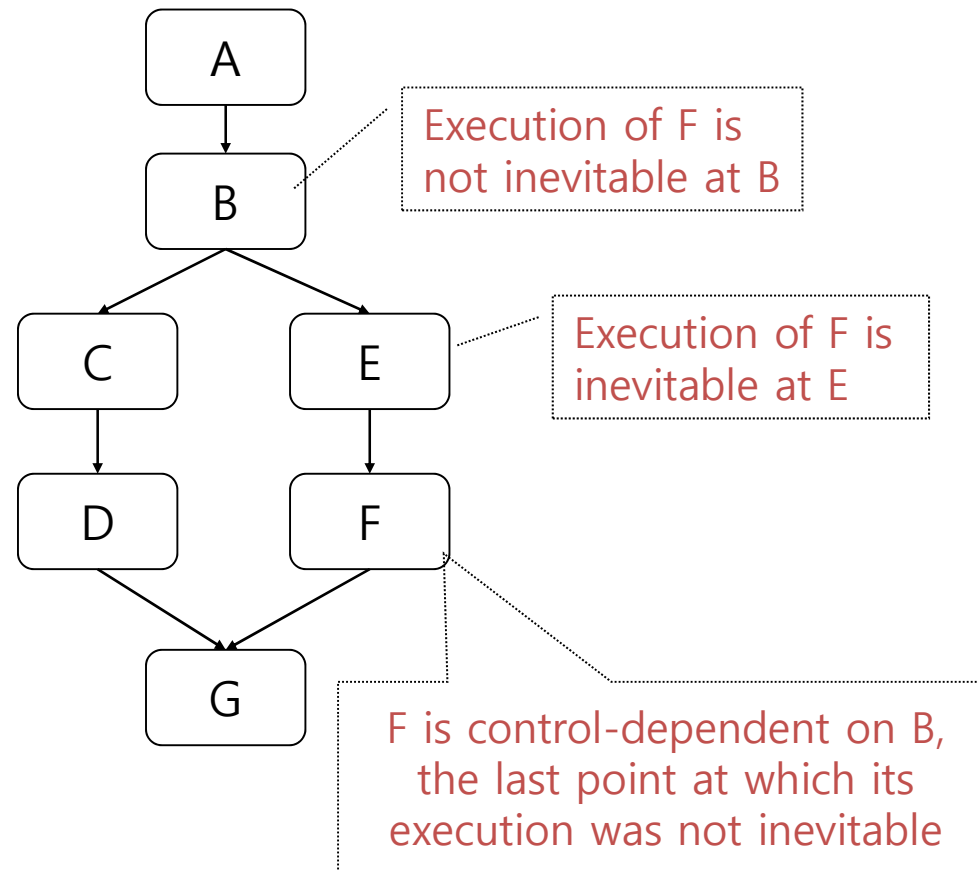 A
Execution of F is
not inevitable at B
B
Execution of F is
inevitable at E
C
E
D
F
G
F is control-dependent on B,
the last point at which its
execution was not inevitable